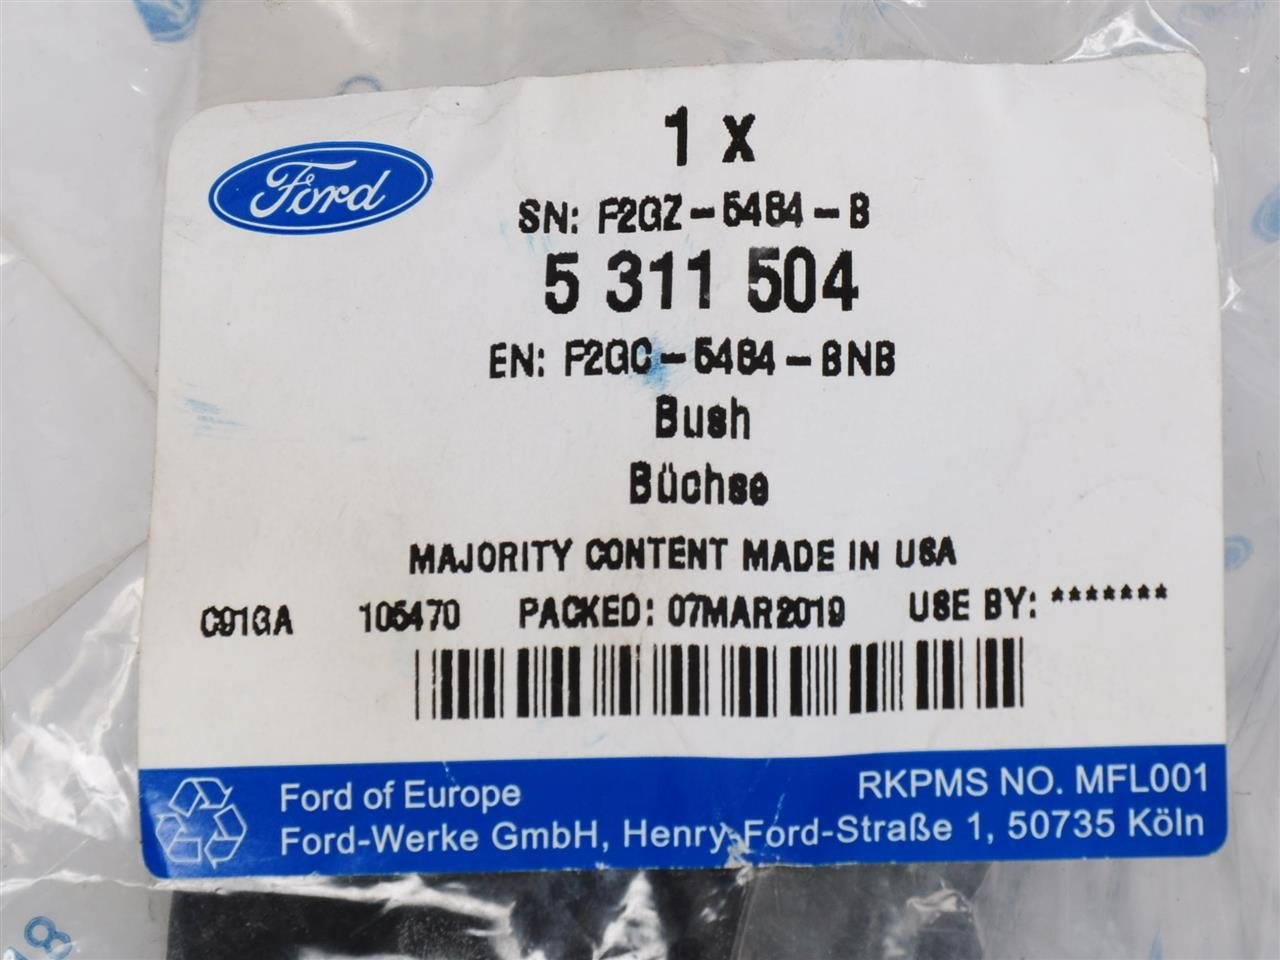 Ford
1 x
SN: F2GZ-5484-B
5 311 504
EN: F2GC-5484-BNB
Bush
Büchse
MAJORITY CONTENT MADE IN USA
C91GA 105470 PACKED: 07MAR2019 USE BY: *******
Ford of Europe RKPMS NO. MFL001
Ford-Werke GmbH, Henry-Ford-Straße 1, 50735 Köln